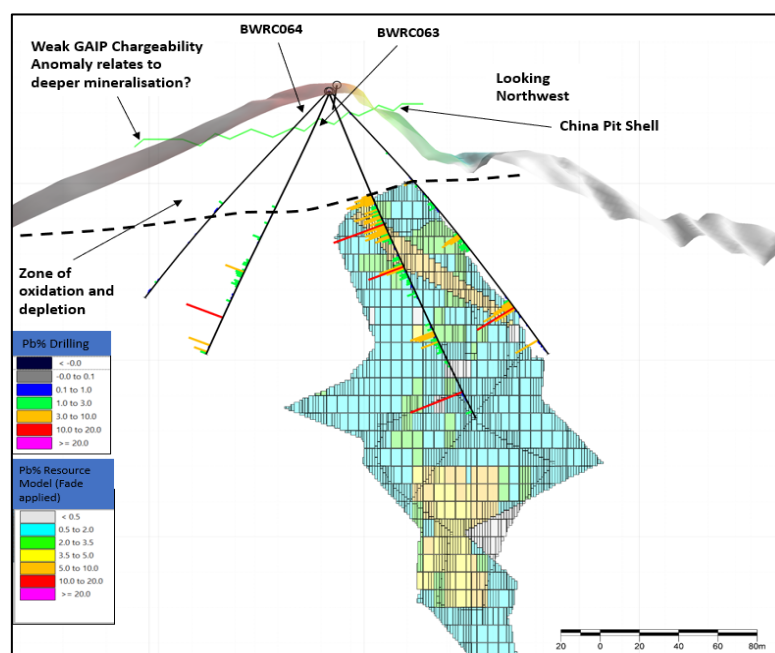 BWRC064
BWRC063
Weak GAIP Chargeability
Anomaly relates to
deeper mineralisation?
Looking
Northwest
China Pit Shell
Zone of
oxidation and
depletion
Pb% Drilling
< -0.0
-0.0 to 0.1
0.1 to 1.0
1.0 to 3.0
3.0 to 10.0
10.0 to 20.0
>= 20.0
Pb% Resource
Model (Fade
applied)
< 0.5
0.5 to 2.0
2.0 to 3.5
3.5 to 5.0
5.0 to 10.0
10.0 to 20.0
>= 20.0
20 0 20 40 60 80m